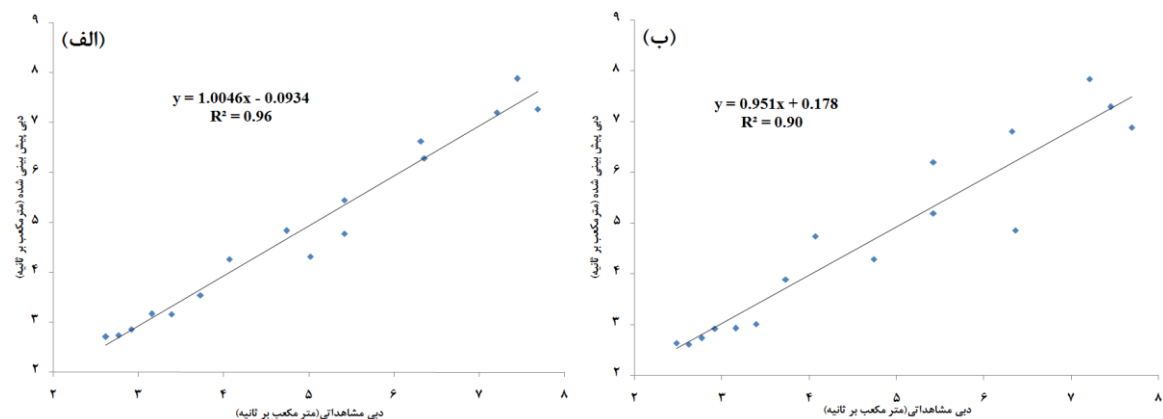 (الف)
y = 1.0046x - 0.0934
R² = 0.96
دبی پیش بینی شده (متر مکعب بر ثانیه)
۹
۸
۷
۶
۵
۴
۳
۲
۲ ۳ ۴ ۵ ۶ ۷ ۸
دبی مشاهداتی(متر مکعب بر ثانیه)
(ب)
y = 0.951x + 0.178
R² = 0.90
دبی پیش بینی شده (متر مکعب بر ثانیه)
۹
۸
۷
۶
۵
۴
۳
۲
۲ ۳ ۴ ۵ ۶ ۷ ۸
دبی مشاهداتی(متر مکعب بر ثانیه)